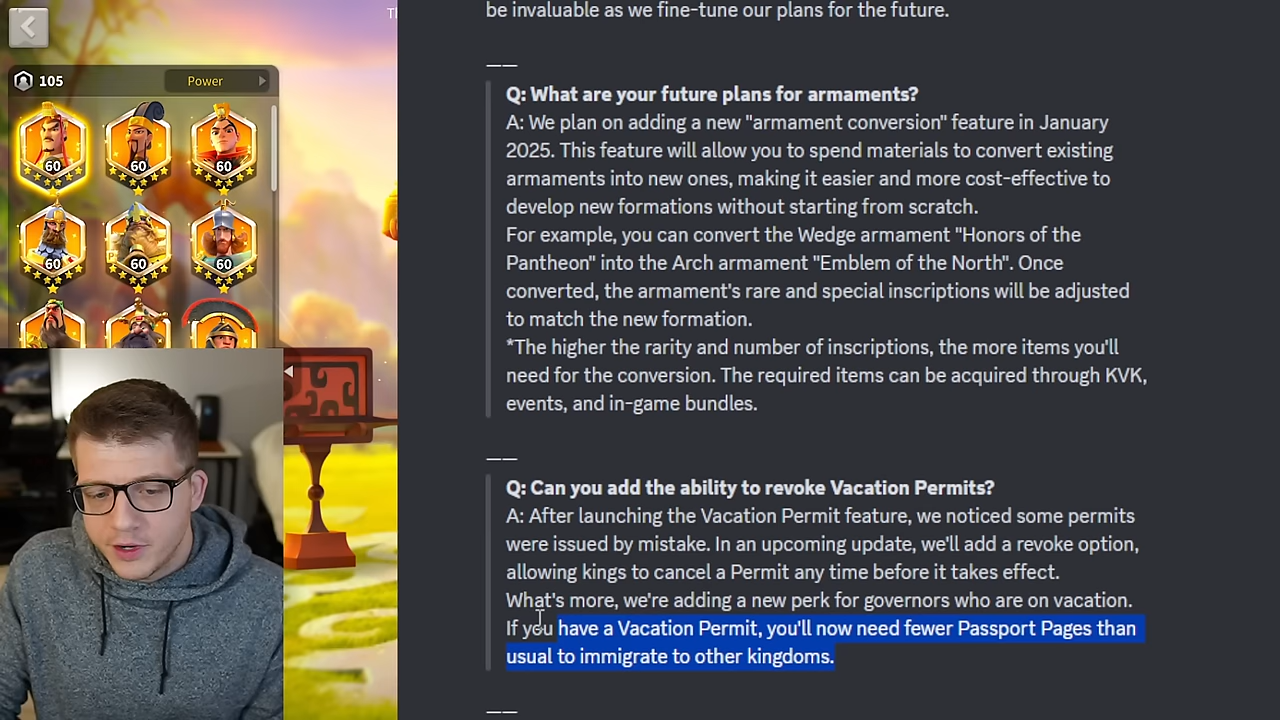 105
Power
60
60
60
60
60
60
be invaluable as we fine-tune our plans for the future.
——
Q: What are your future plans for armaments?
A: We plan on adding a new "armament conversion" feature in January
2025. This feature will allow you to spend materials to convert existing
armaments into new ones, making it easier and more cost-effective to
develop new formations without starting from scratch.
For example, you can convert the Wedge armament "Honors of the
Pantheon" into the Arch armament "Emblem of the North". Once
converted, the armament's rare and special inscriptions will be adjusted
to match the new formation.
*The higher the rarity and number of inscriptions, the more items you'll
need for the conversion. The required items can be acquired through KVK,
events, and in-game bundles.
——
Q: Can you add the ability to revoke Vacation Permits?
A: After launching the Vacation Permit feature, we noticed some permits
were issued by mistake. In an upcoming update, we'll add a revoke option,
allowing kings to cancel a Permit any time before it takes effect.
What's more, we're adding a new perk for governors who are on vacation.
If you have a Vacation Permit, you'll now need fewer Passport Pages than
usual to immigrate to other kingdoms.
——